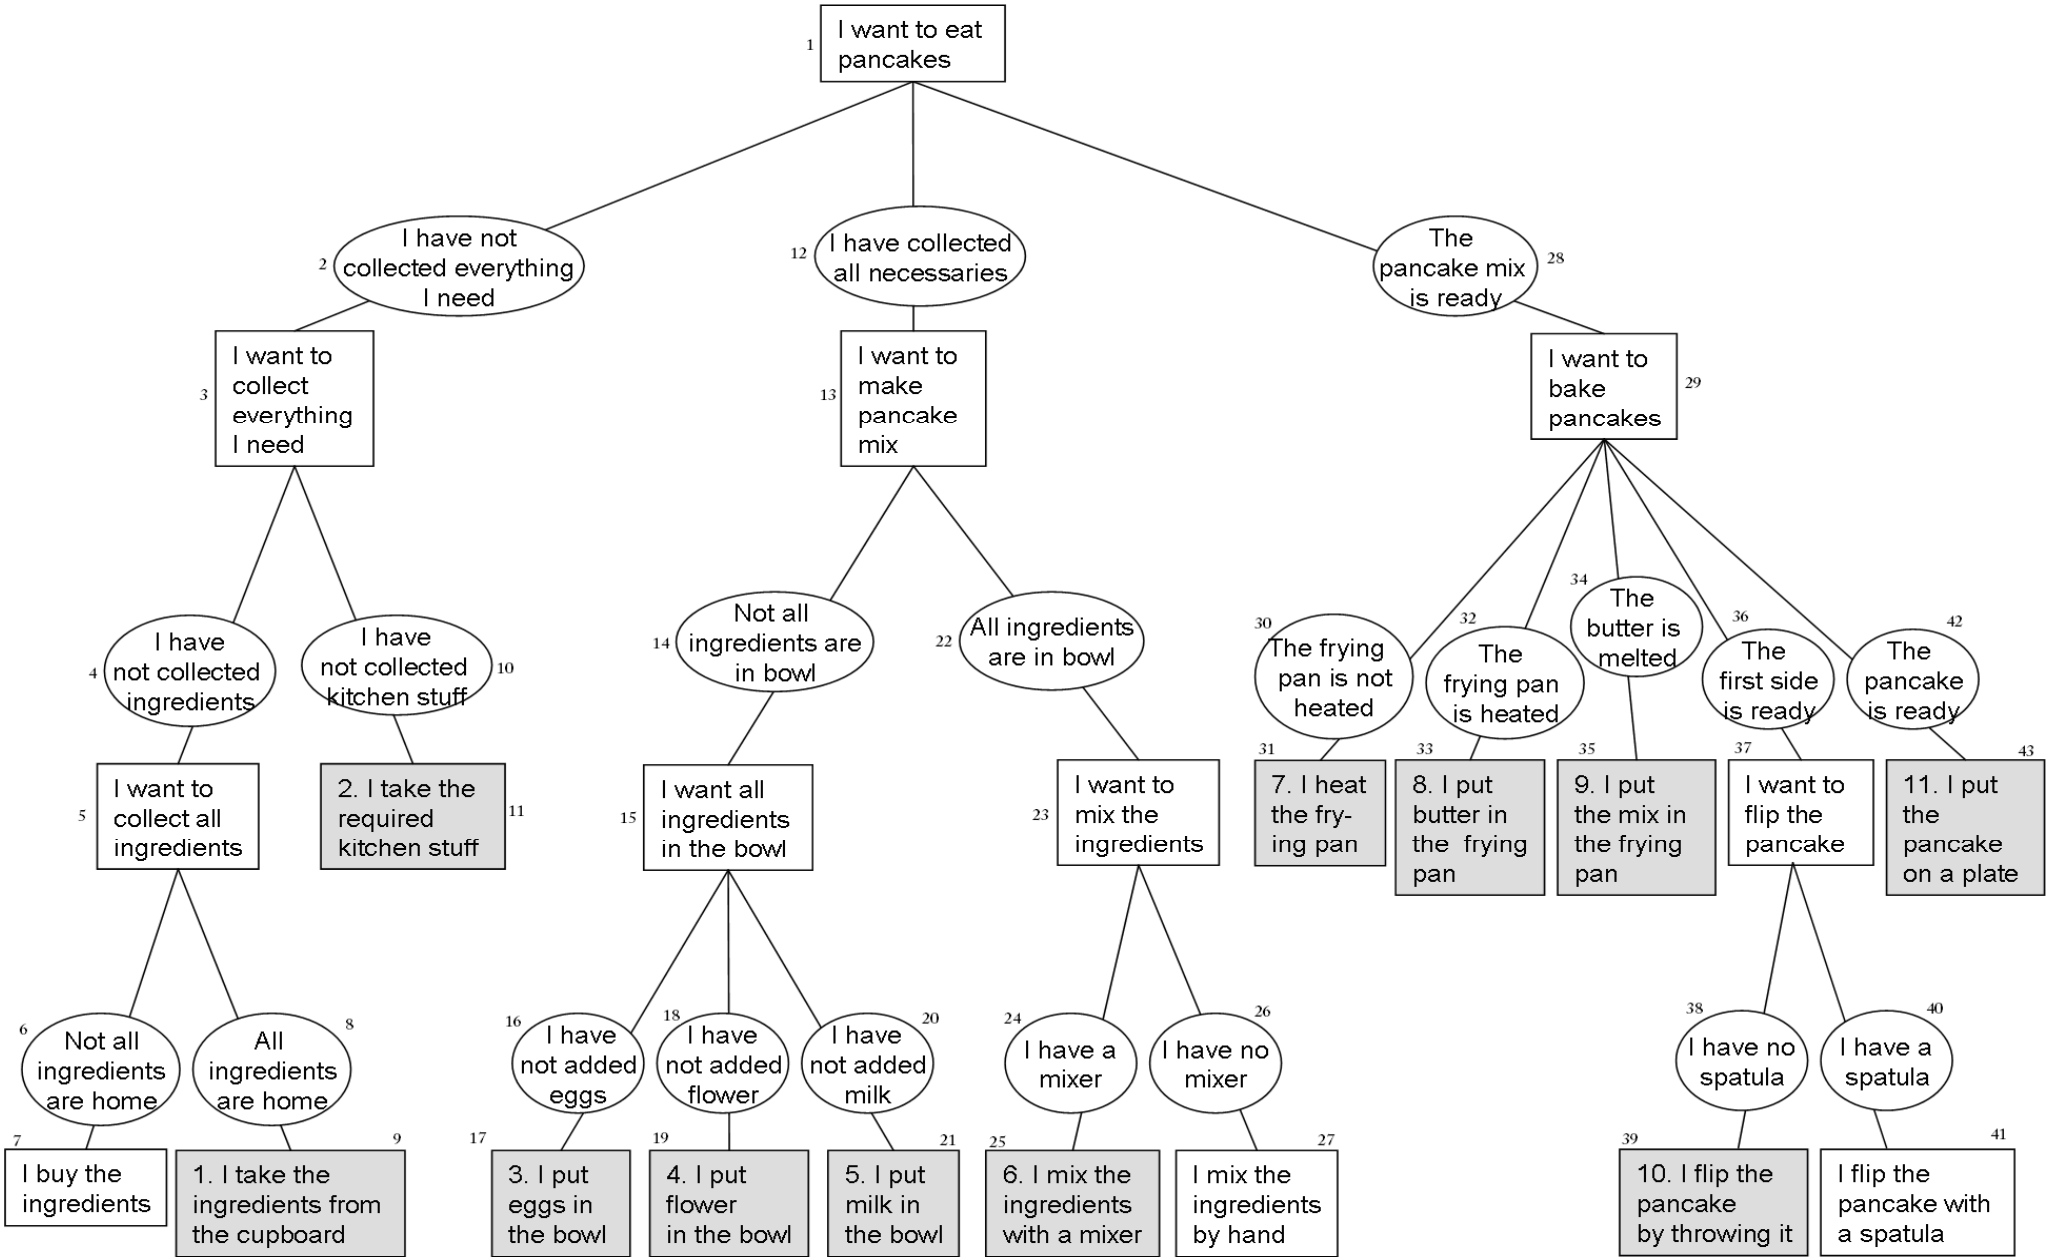 1
I want to eat
pancakes
2
I have not
collected everything
I need
12
I have collected
all necessaries
The
pancake mix
is ready
28
3
I want to
collect
everything
I need
13
I want to
make
pancake
mix
I want to
bake
pancakes
29
4
I have
not collected
ingredients
I have
not collected
kitchen stuff
10
14
Not all
ingredients are
in bowl
22
All ingredients
are in bowl
30
The frying
pan is not
heated
32
The
frying pan
is heated
34
The
butter is
melted
36
The
first side
is ready
42
The
pancake
is ready
5
I want to
collect all
ingredients
2. I take the
required
kitchen stuff
11
15
I want all
ingredients
in the bowl
23
I want to
mix the
ingredients
31
7. I heat
the fry-
ing pan
33
8. I put
butter in
the frying
pan
35
9. I put
the mix in
the frying
pan
37
I want to
flip the
pancake
43
11. I put
the
pancake
on a plate
6
Not all
ingredients
are home
8
All
ingredients
are home
16
I have
not added
eggs
18
I have
not added
flower
20
I have
not added
milk
24
I have a
mixer
26
I have no
mixer
38
I have no
spatula
40
I have a
spatula
7
I buy the
ingredients
9
1. I take the
ingredients from
the cupboard
17
3. I put
eggs in
the bowl
19
4. I put
flower
in the bowl
21
5. I put
milk in
the bowl
25
6. I mix the
ingredients
with a mixer
27
I mix the
ingredients
by hand
39
10. I flip the
pancake
by throwing it
41
I flip the
pancake with
a spatula